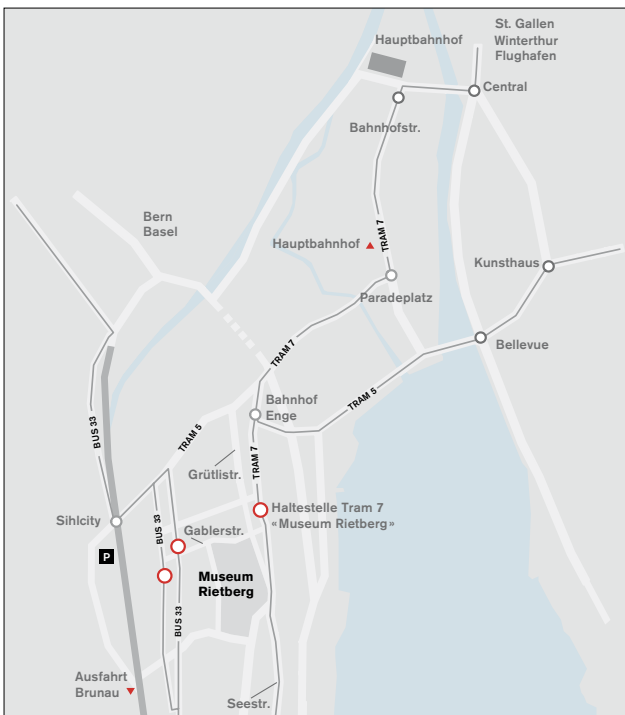 St. Gallen
Winterthur
Flughafen
Hauptbahnhof
Central
Bahnhofstr.
Bern
Basel
Hauptbahnhof
TRAM 7
Kunsthaus
Paradeplatz
Bellevue
TRAM 7
TRAM 5
Bahnhof
Enge
BUS 33
TRAM 5
TRAM 7
Grütlistr.
Haltestelle Tram 7
«Museum Rietberg»
Sihlcity
BUS 33
Gablerstr.
P
Museum
Rietberg
BUS 33
Ausfahrt
Brunau
Seestr.